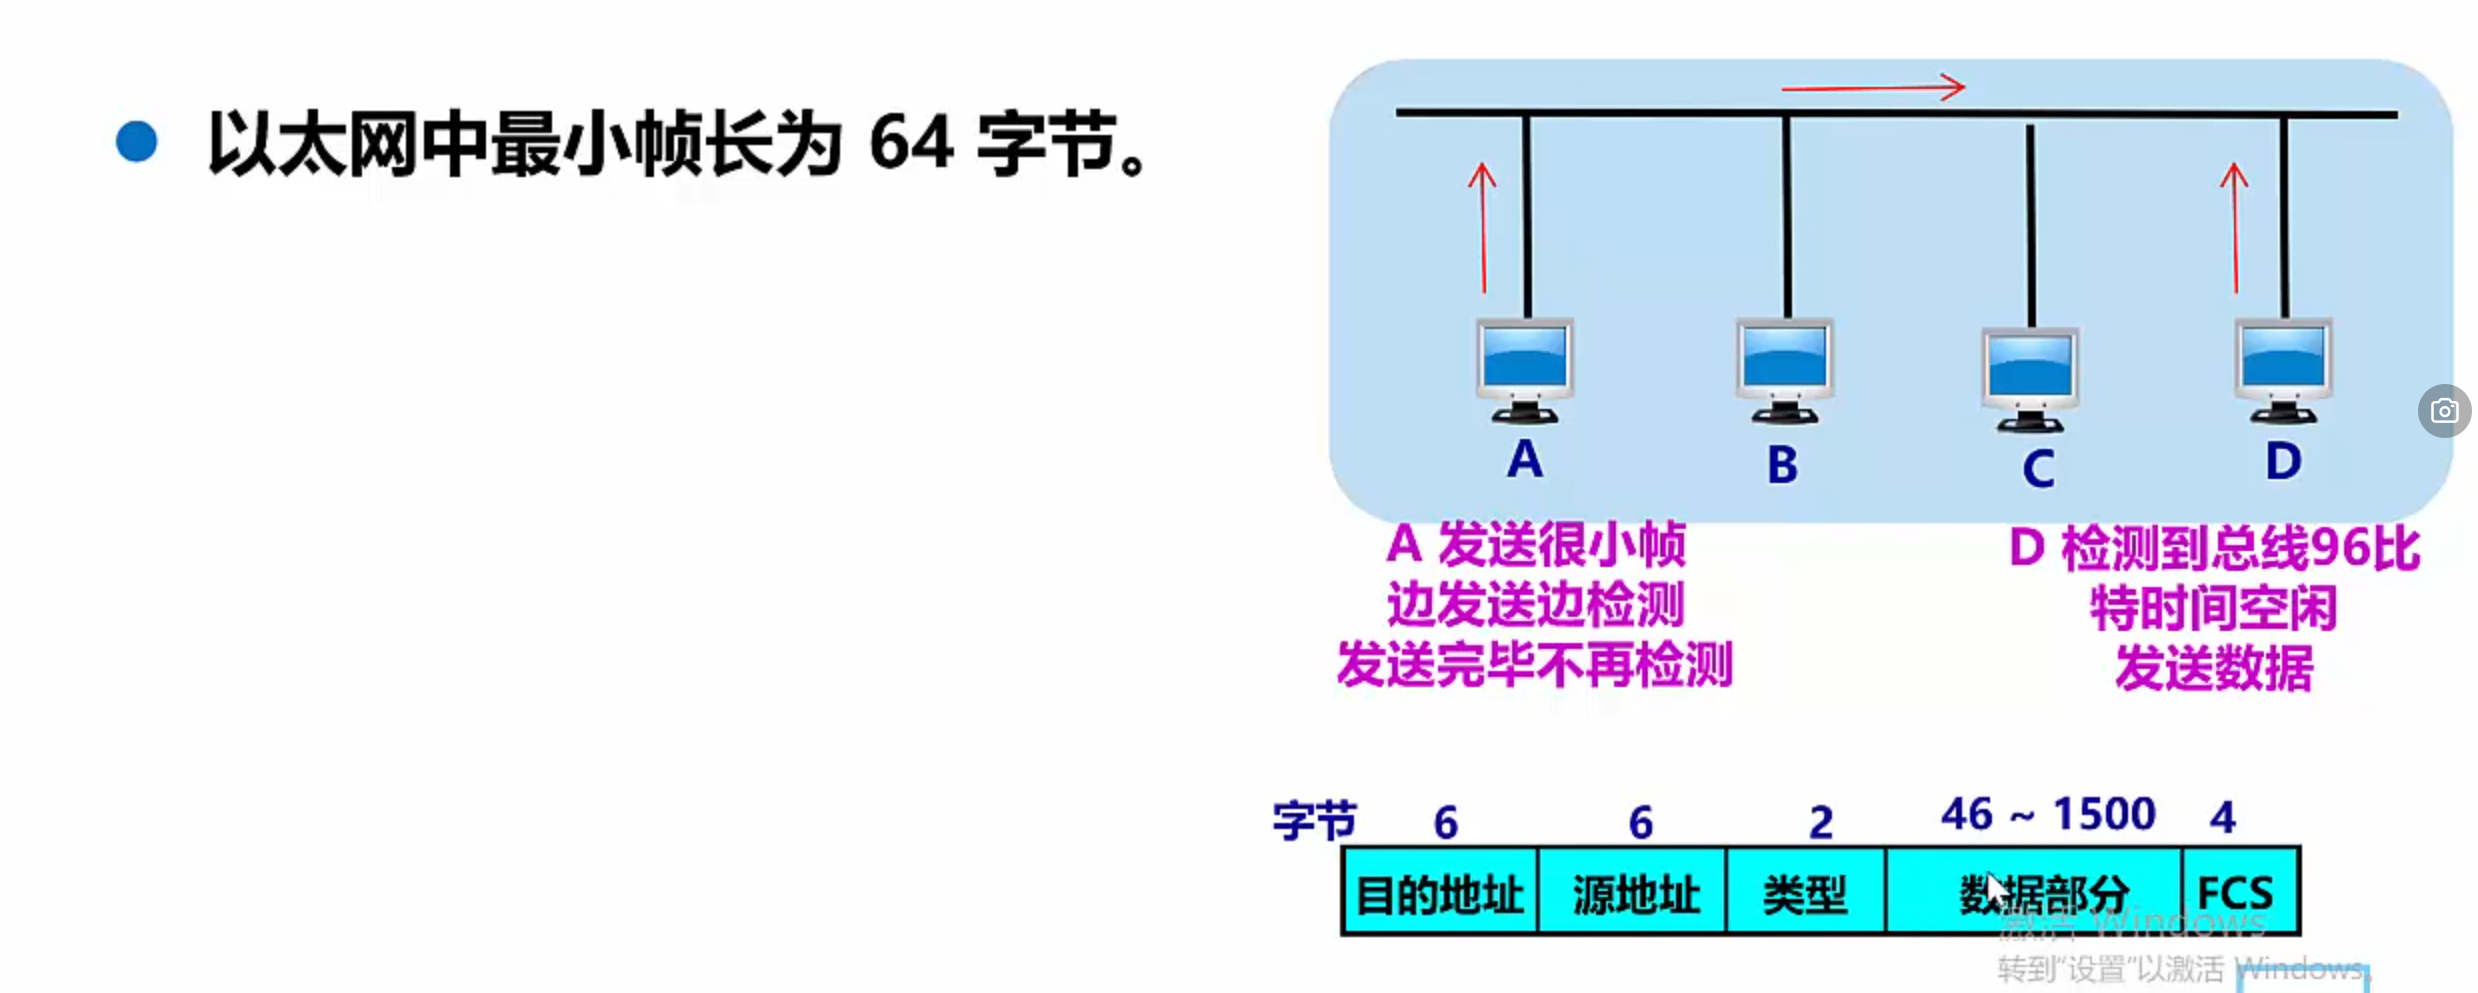 以太网中最小帧长为 64 字节。
A
B
C
D
A 发送很小帧
边发送边检测
发送完毕不再检测
D 检测到总线96比
特时间空闲
发送数据
字节 6 6 2 46 ~ 1500 4
目的地址 源地址 类型 数据部分 FCS
激活 Windows
转到“设置”以激活 Windows。